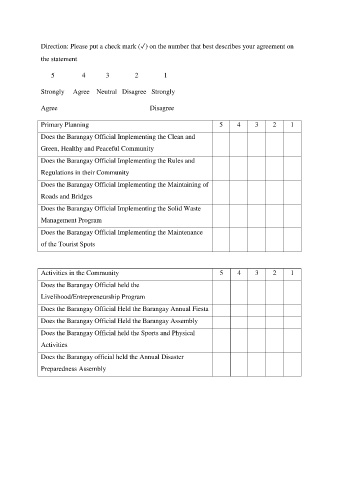 Direction: Please put a check mark (✓) on the number that best describes your agreement on
the statement
5 4 3 2 1
Strongly Agree Neutral Disagree Strongly
Agree Disagree
Primary Planning 5 4 3 2 1
Does the Barangay Official Implementing the Clean and
Green, Healthy and Peaceful Community
Does the Barangay Official Implementing the Rules and
Regulations in their Community
Does the Barangay Official Implementing the Maintaining of
Roads and Bridges
Does the Barangay Official Implementing the Solid Waste
Management Program
Does the Barangay Official Implementing the Maintenance
of the Tourist Spots
Activities in the Community 5 4 3 2 1
Does the Barangay Official held the
Livelihood/Entrepreneurship Program
Does the Barangay Official Held the Barangay Annual Fiesta
Does the Barangay Official Held the Barangay Assembly
Does the Barangay Official held the Sports and Physical
Activities
Does the Barangay official held the Annual Disaster
Preparedness Assembly